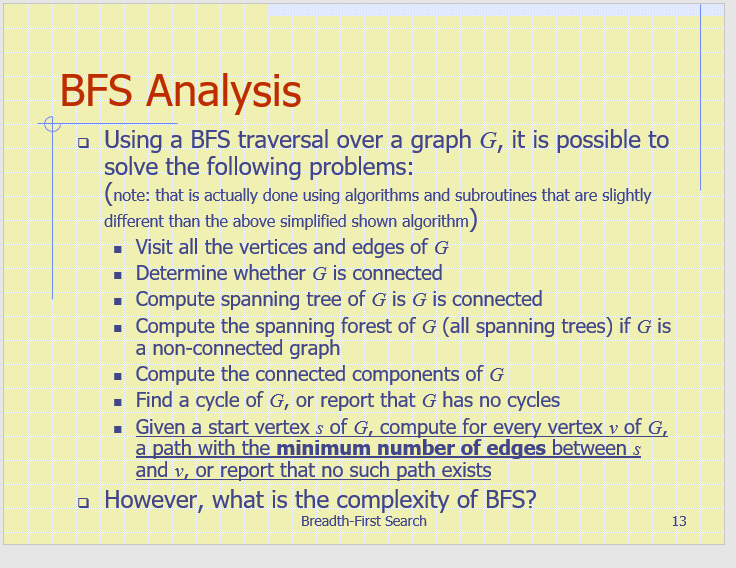 BFS Analysis
Using a BFS traversal over a graph G, it is possible to
solve the following problems:
(note: that is actually done using algorithms and subroutines that are slightly
different than the above simplified shown algorithm)
Visit all the vertices and edges of G
Determine whether G is connected
Compute spanning tree of G is G is connected
Compute the spanning forest of G (all spanning trees) if G is
a non-connected graph
Compute the connected components of G
Find a cycle of G, or report that G has no cycles
Given a start vertex s of G, compute for every vertex v of G,
a path with the minimum number of edges between s
and v, or report that no such path exists
However, what is the complexity of BFS?
Breadth-First Search 13